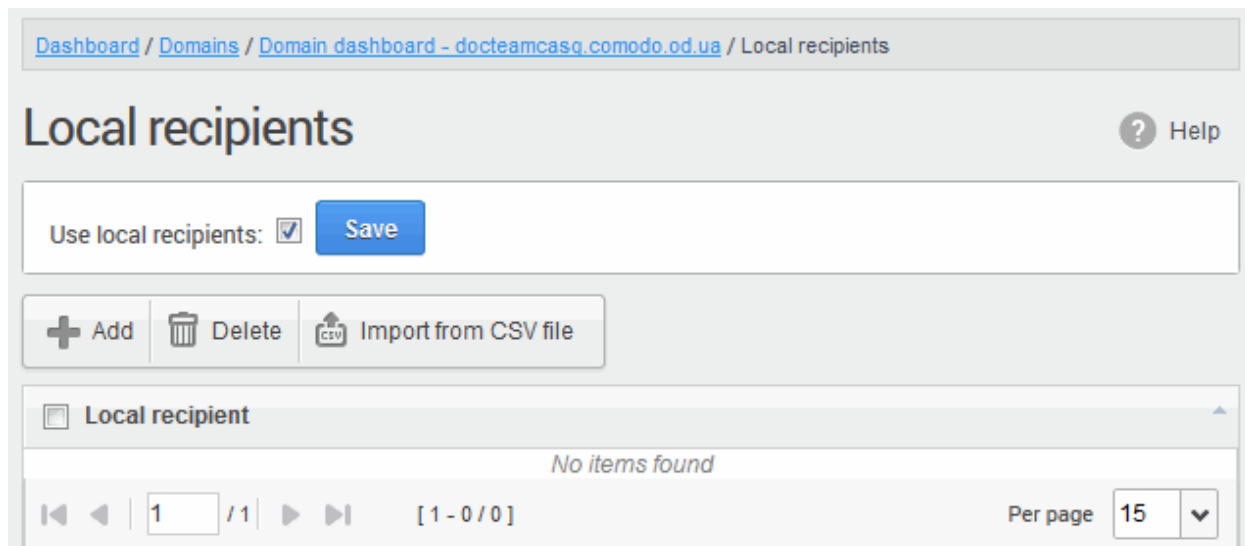 Dashboard / Domains / Domain dashboard - docteamcasq.comodo.od.ua / Local recipients
Local recipients
? Help
Use local recipients: Save
Add Delete CSV Import from CSV file
Local recipient
No items found
1 / 1 [ 1 - 0 / 0 ] Per page 15